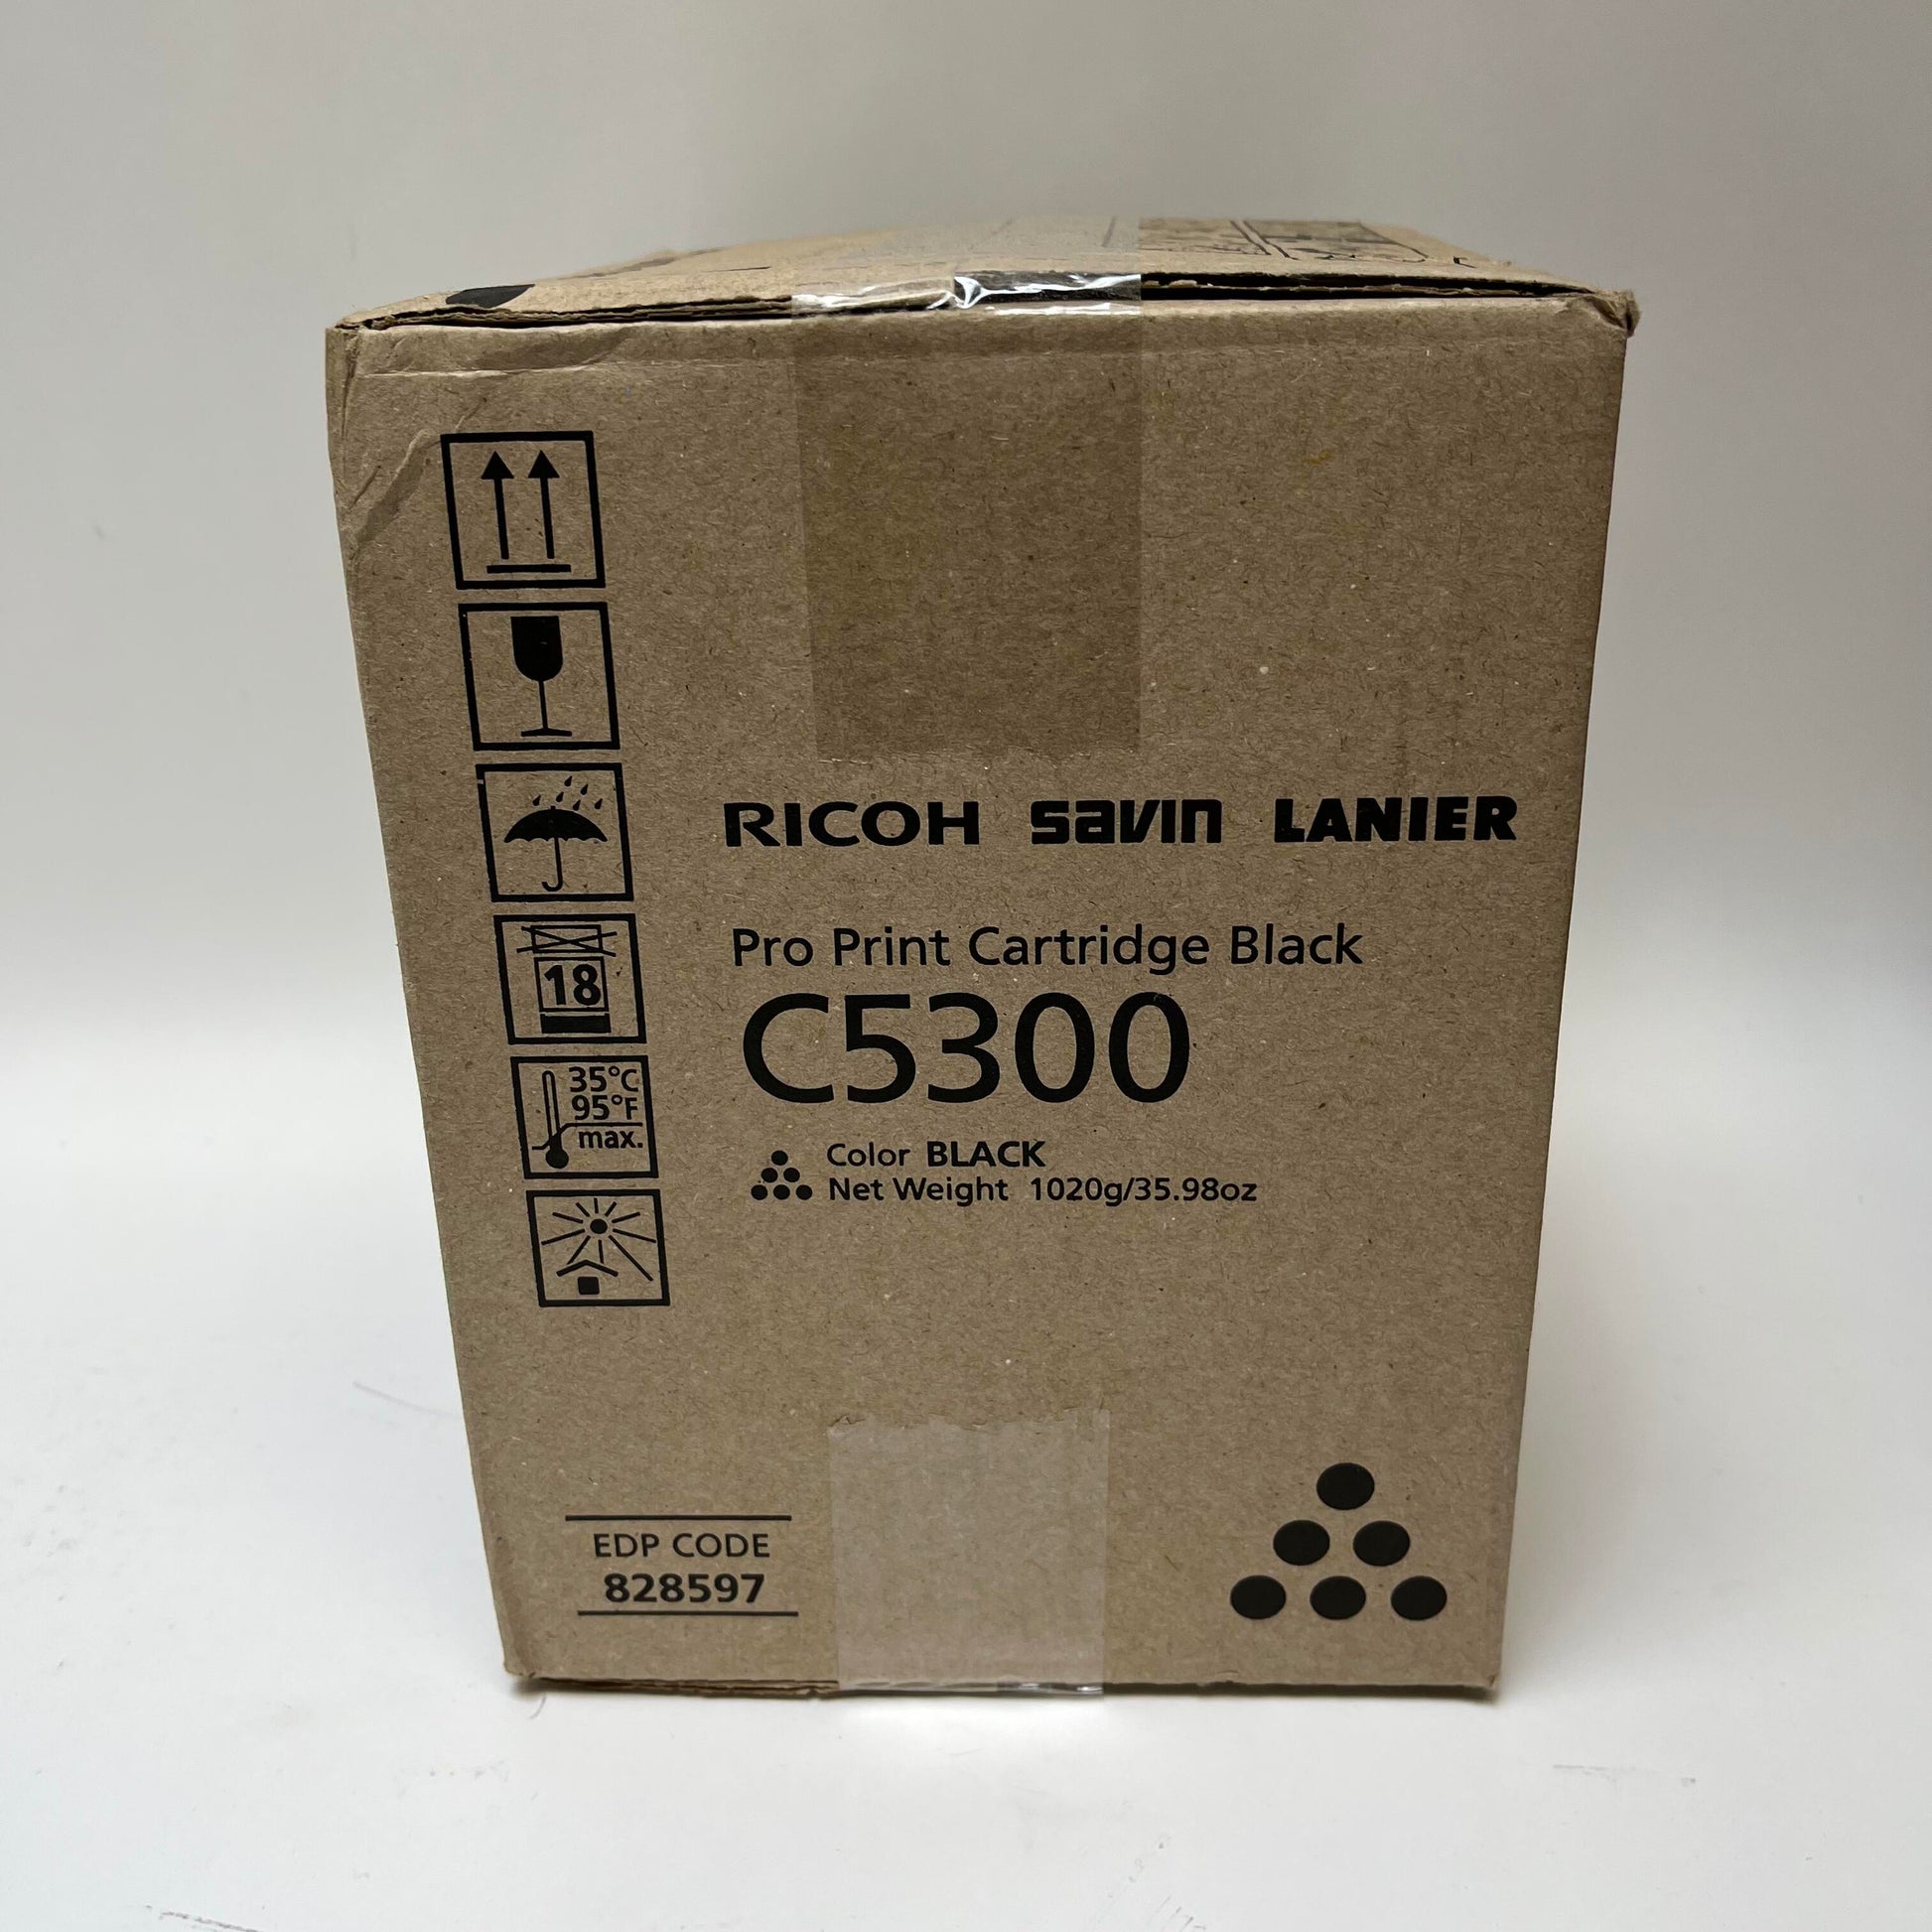 18
35°C
95°F
max.
RICOH savin LANIER
Pro Print Cartridge Black
C5300
Color BLACK
Net Weight 1020g/35.98oz
EDP CODE
828597